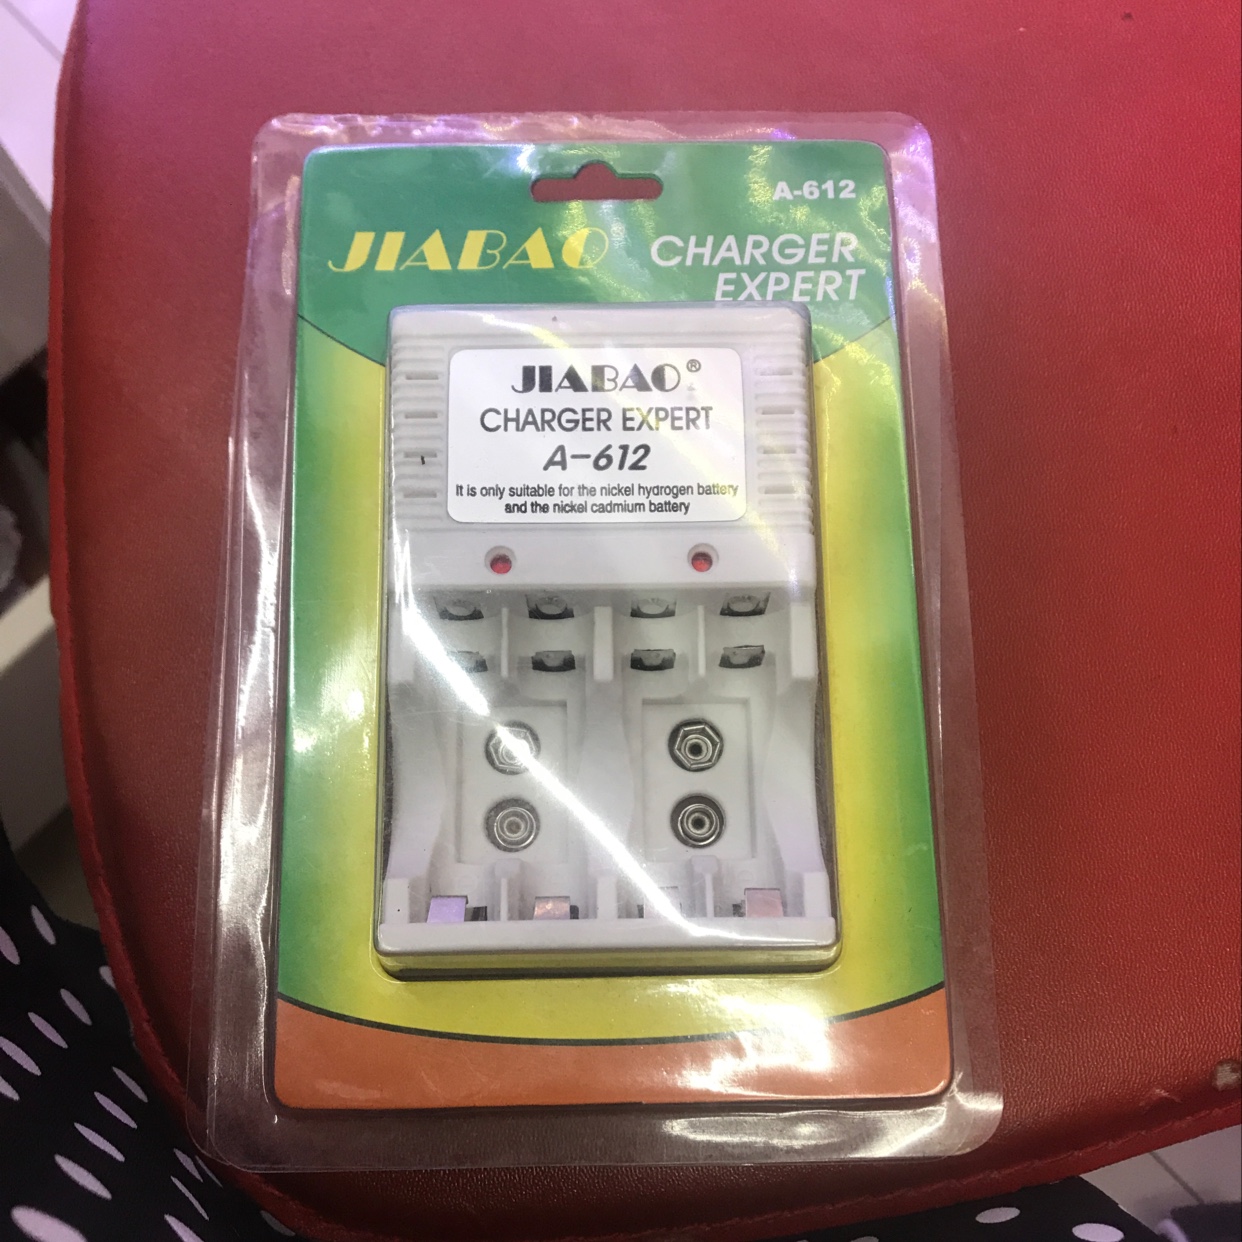 A-612
JIABAO
CHARGER
EXPERT
JIABAO®
CHARGER EXPERT
A-612
It is only suitable for the nickel hydrogen battery
and the nickel cadmium battery